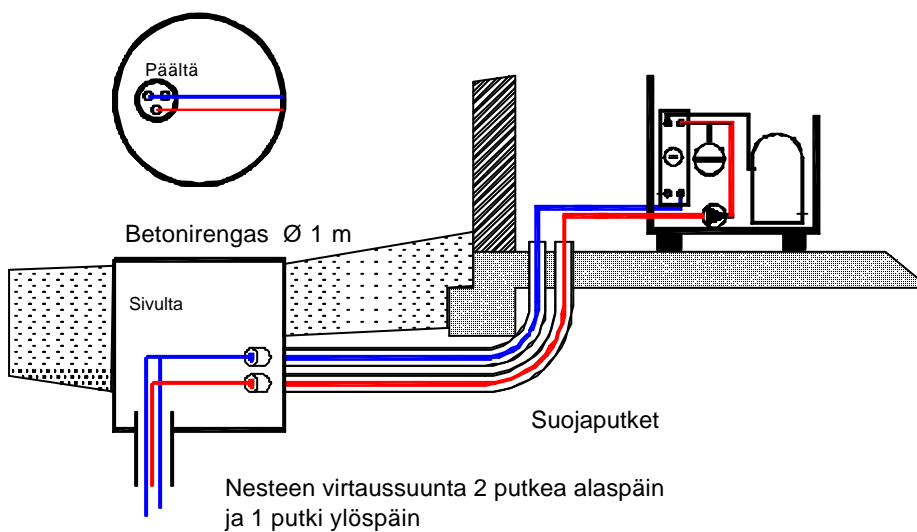 Päältä
Betonirengas Ø 1 m
Sivulta
Suojaputket
Nesteen virtaussuunta 2 putkea alaspäin
ja 1 putki ylöspäin